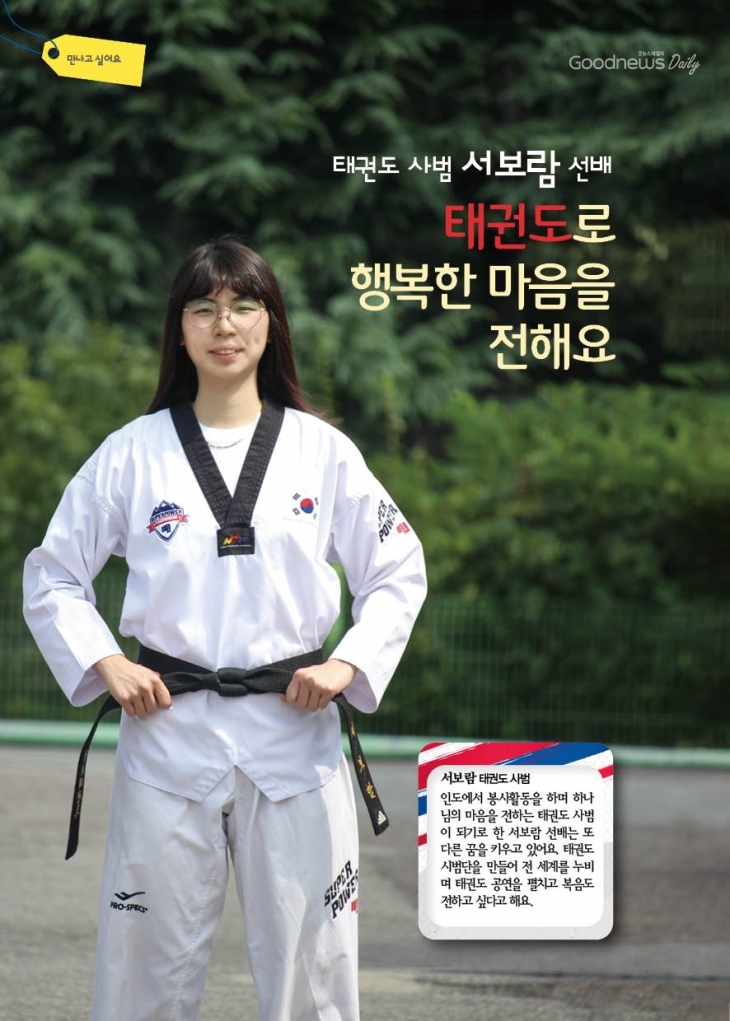 만나고 싶어요
굿뉴스데일리
Goodnews Daily
태권도 사범 서보람 선배
태권도로
행복한 마음을
전해요
SUPER
POWER
SUPER
POWER
PRO-SPECS
서보람 태권도 사범
인도에서 봉사활동을 하며 하나
님의 마음을 전하는 태권도 사범
이 되기로 한 서보람 선배는 또
다른 꿈을 키우고 있어요. 태권도
시범단을 만들어 전 세계를 누비
며 태권도 공연을 펼치고 복음도
전하고 싶다고 해요.